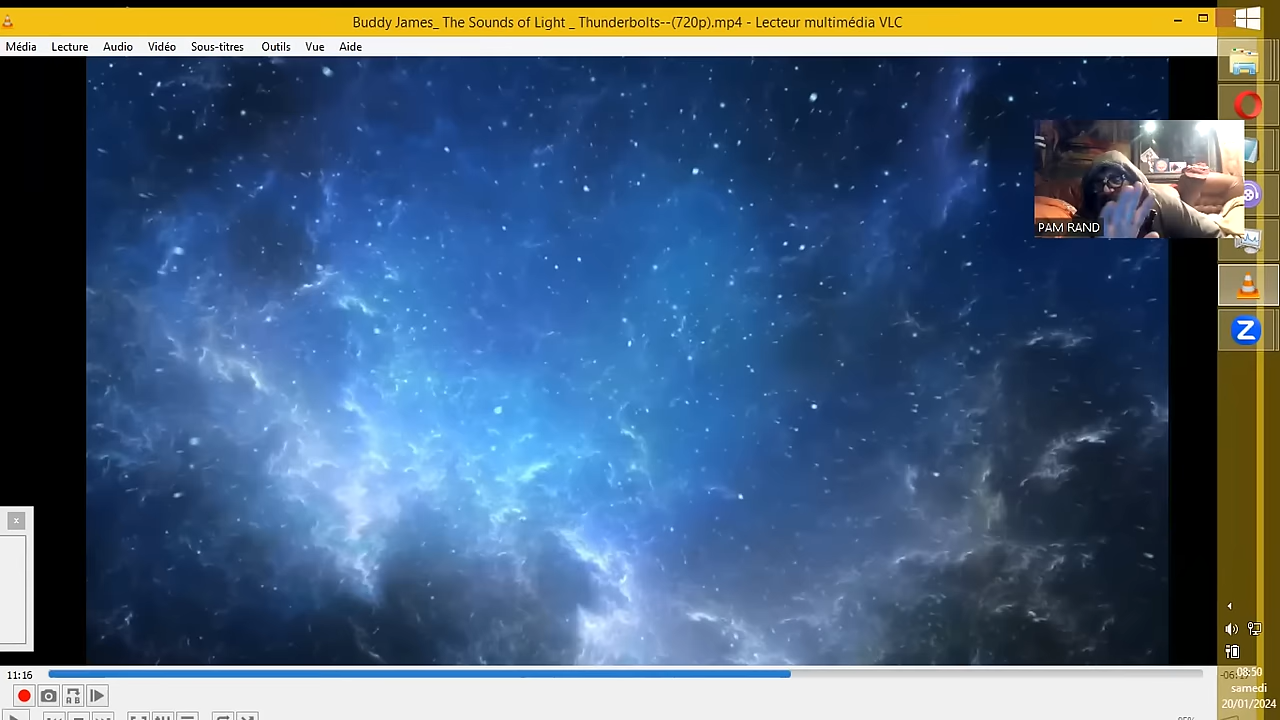 Buddy James_ The Sounds of Light _ Thunderbolts--(720p).mp4 - Lecteur multimédia VLC
Média Lecture Audio Vidéo Sous-titres Outils Vue Aide
PAM RAND
Z
x
11:16
A B
08:50
samedi
20/01/2024